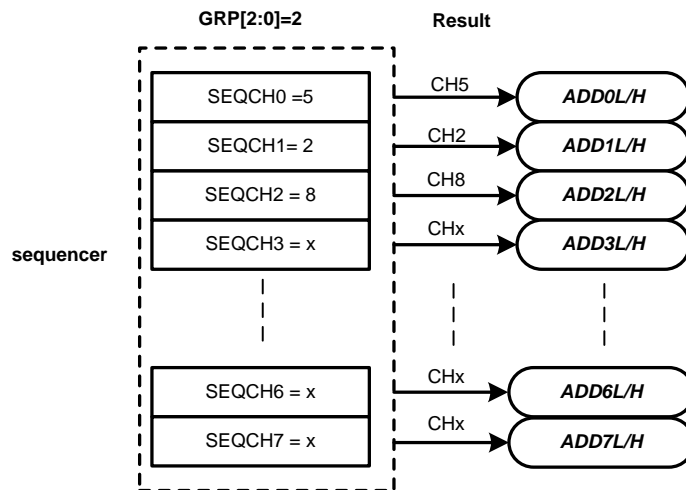 GRP[2:0]=2 Result
SEQCH0 =5 CH5 ADD0L/H
SEQCH1= 2 CH2 ADD1L/H
SEQCH2 = 8 CH8 ADD2L/H
SEQCH3 = x CHx ADD3L/H
sequencer
SEQCH6 = x CHx ADD6L/H
SEQCH7 = x CHx ADD7L/H